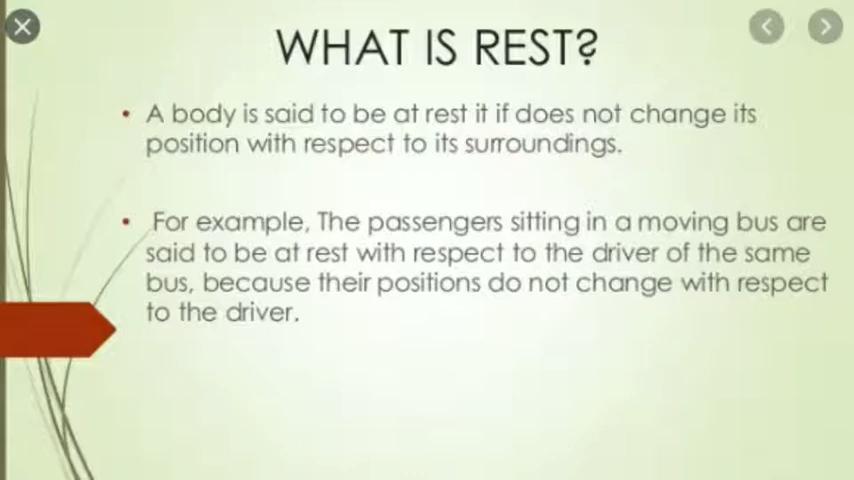 WHAT IS REST?
• A body is said to be at rest it if does not change its
position with respect to its surroundings.
• For example, The passengers sitting in a moving bus are
said to be at rest with respect to the driver of the same
bus, because their positions do not change with respect
to the driver.